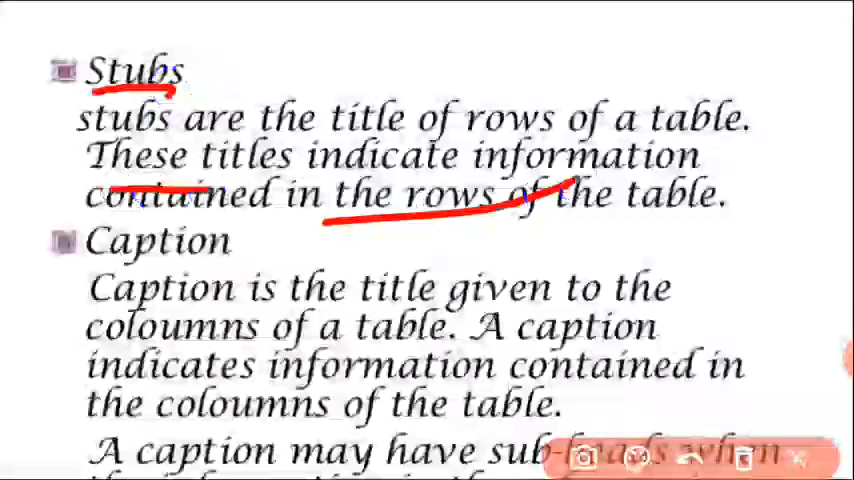 Stubs
stubs are the title of rows of a table.
These titles indicate information
contained in the rows of the table.
Caption
Caption is the title given to the
coloumns of a table. A caption
indicates information contained in
the coloumns of the table.
A caption may have sub-heads when